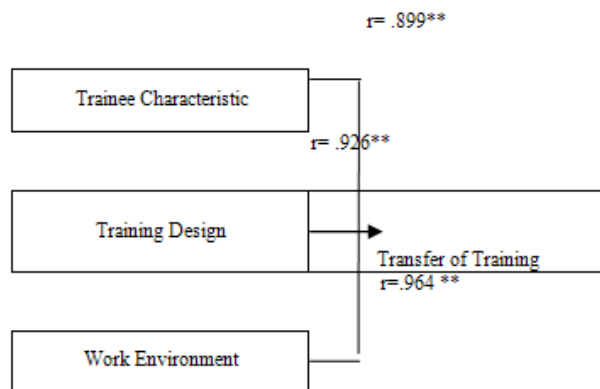 r= .899**
Trainee Characteristic
r= .926**
Training Design
Transfer of Training
r=.964 **
Work Environment